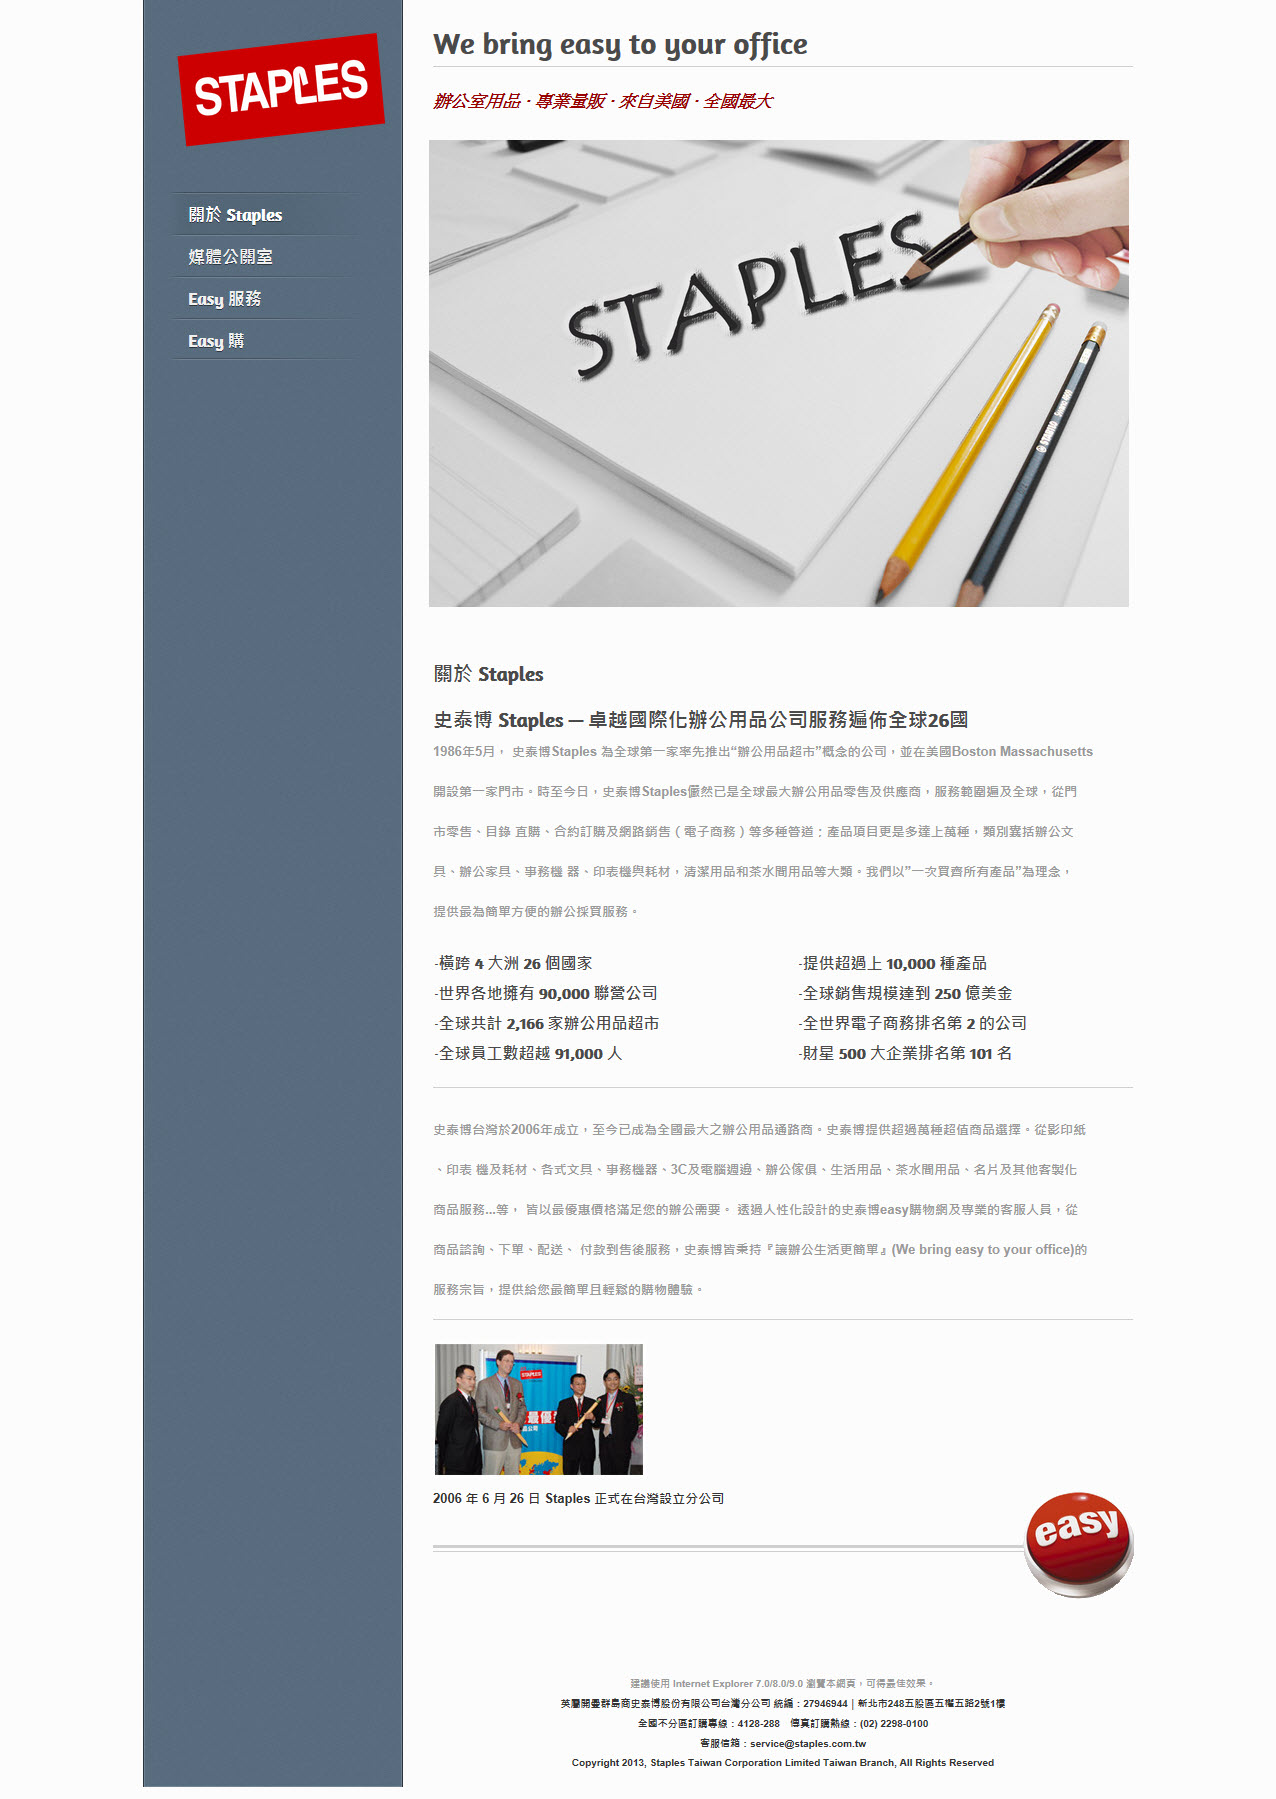 STAPLES
關於 Staples
媒體公關室
Easy 服務
Easy 購
We bring easy to your office
辦公室用品 · 專業量販 · 來自美國 · 全國最大
STAPLES
關於 Staples
史泰博 Staples — 卓越國際化辦公用品公司服務遍佈全球26國
1986年5月， 史泰博Staples 為全球第一家率先推出“辦公用品超市”概念的公司，並在美國Boston Massachusetts
開設第一家門市。時至今日，史泰博Staples儼然已是全球最大辦公用品零售及供應商，服務範圍遍及全球，從門
市零售、目錄 直購、合約訂購及網路銷售（電子商務）等多種管道：產品項目更是多達上萬種，類別囊括辦公文
具、辦公家具、事務機 器、印表機與耗材，清潔用品和茶水間用品等大類。我們以”一次買齊所有產品”為理念，
提供最為簡單方便的辦公採買服務。
-橫跨 4 大洲 26 個國家
-世界各地擁有 90,000 聯營公司
-全球共計 2,166 家辦公用品超市
-全球員工數超越 91,000 人
-提供超過上 10,000 種產品
-全球銷售規模達到 250 億美金
-全世界電子商務排名第 2 的公司
-財星 500 大企業排名第 101 名
史泰博台灣於2006年成立，至今已成為全國最大之辦公用品通路商。史泰博提供超過萬種超值商品選擇。從影印紙
、印表 機及耗材、各式文具、事務機器、3C及電腦週邊、辦公傢俱、生活用品、茶水間用品、名片及其他客製化
商品服務...等， 皆以最優惠價格滿足您的辦公需要。 透過人性化設計的史泰博easy購物網及專業的客服人員，從
商品諮詢、下單、配送、 付款到售後服務，史泰博皆秉持『讓辦公生活更簡單』(We bring easy to your office)的
服務宗旨，提供給您最簡單且輕鬆的購物體驗。
STAPLES
最優
2006 年 6 月 26 日 Staples 正式在台灣設立分公司
easy
建議使用 Internet Explorer 7.0/8.0/9.0 瀏覽本網頁，可得最佳效果。
英屬開曼群島商史泰博股份有限公司台灣分公司 統編：27946944 | 新北市248五股區五權五路2號1樓
全國不分區訂購專線：4128-288 傳真訂購熱線：(02) 2298-0100
客服信箱：service@staples.com.tw
Copyright 2013, Staples Taiwan Corporation Limited Taiwan Branch, All Rights Reserved